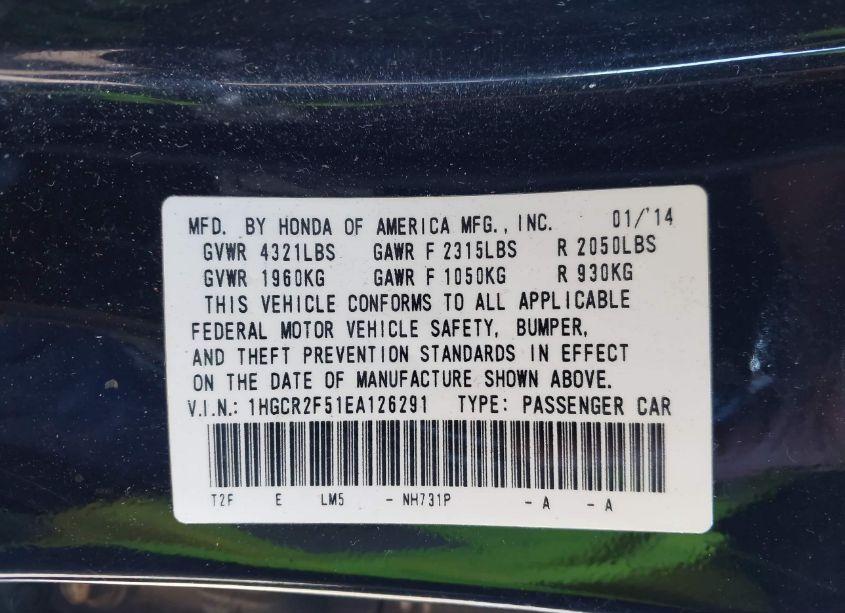 MFD. BY HONDA OF AMERICA MFG., INC. 01/'14
GVWR 4321LBS GAWR F 2315LBS R 2050LBS
GVWR 1960KG GAWR F 1050KG R 930KG
THIS VEHICLE CONFORMS TO ALL APPLICABLE
FEDERAL MOTOR VEHICLE SAFETY, BUMPER,
AND THEFT PREVENTION STANDARDS IN EFFECT
ON THE DATE OF MANUFACTURE SHOWN ABOVE.
V.I.N.: 1HGCR2F51EA126291 TYPE: PASSENGER CAR
T2F E LM5 - NH731P - A - A